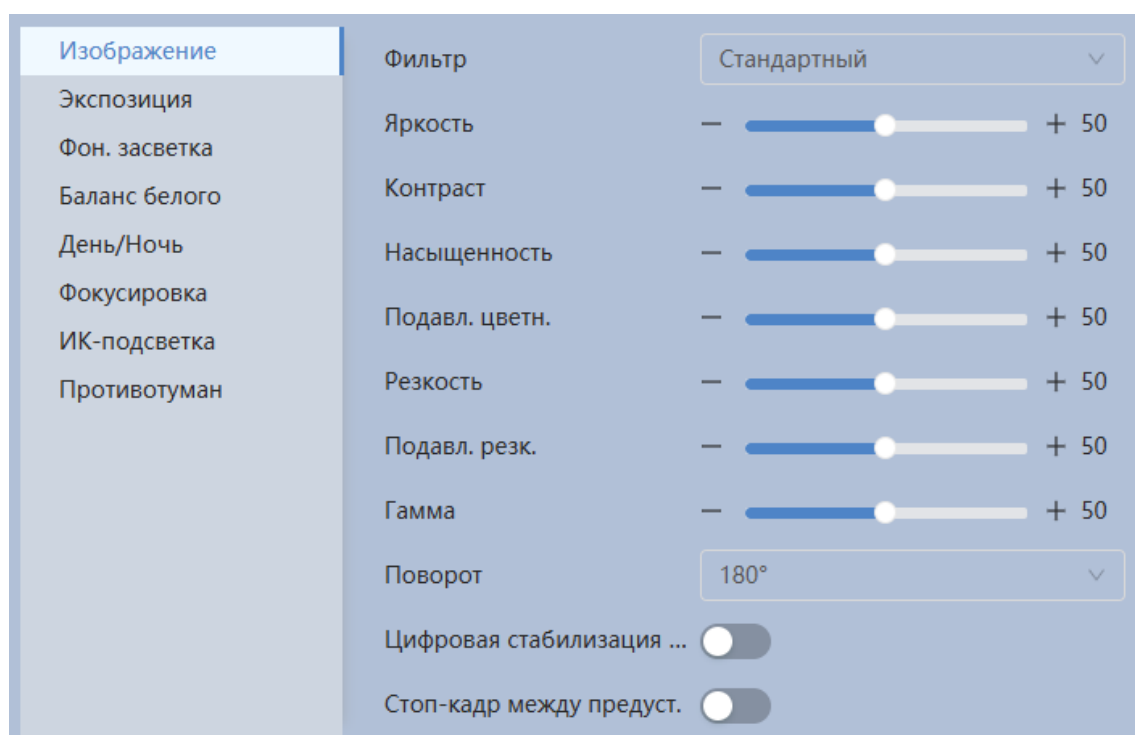 Изображение
Экспозиция
Фон. засветка
Баланс белого
День/Ночь
Фокусировка
ИК-подсветка
Противотуман
Фильтр Стандартный
Яркость 50
Контраст 50
Насыщенность 50
Подавл. цветн. 50
Резкость 50
Подавл. резк. 50
Гамма 50
Поворот 180°
Цифровая стабилизация ...
Стоп-кадр между предуст.